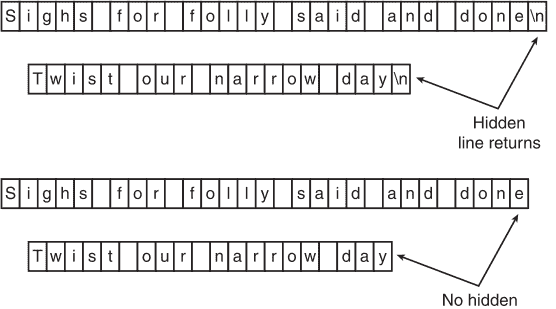 Sighs for folly said and done\n
Twist our narrow day\n
Hidden
line returns
Sighs for folly said and done
Twist our narrow day
No hidden